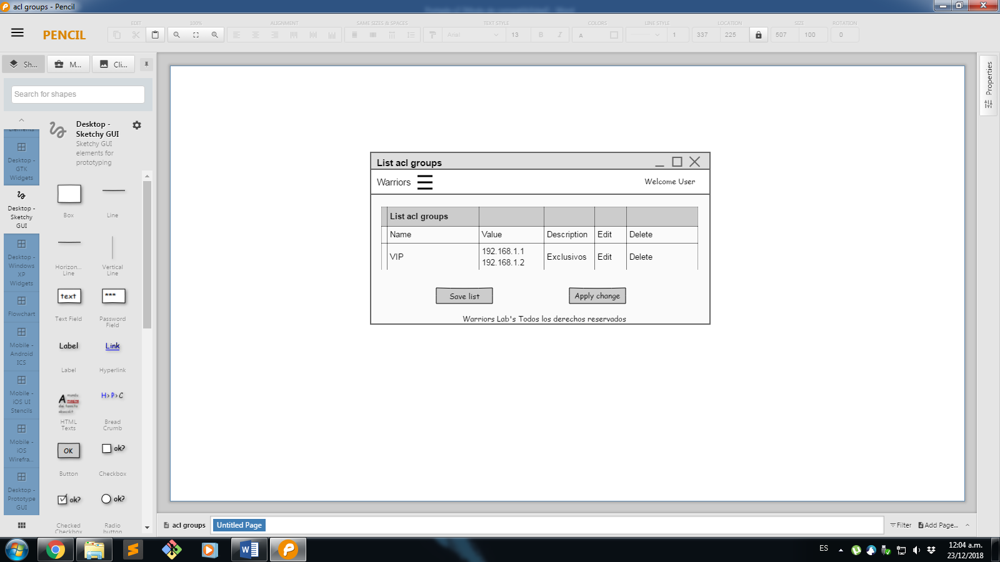 acl groups - Pencil
PENCIL
EDIT
100%
ALIGNMENT
SAME SIZES & SPACES
TEXT STYLE
COLORS
LINE STYLE
LOCATION
SIZE
ROTATION
Arial
13
B
I
A
1
337
225
507
100
0
Sh...
M...
Cli...
Properties
Search for shapes
Desktop -
Sketchy GUI
Sketchy GUI
elements for
prototyping
Desktop -
GTK
Widgets
Desktop -
Sketchy
GUI
Desktop -
Windows
XP
Widgets
Flowchart
Mobile -
Android
ICS
Mobile -
iOS UI
Stencils
Mobile -
iOS
Wirefra...
Desktop -
Prototype
GUI
Box
Line
Horizon...
Line
Vertical
Line
text
***
Text Field
Password
Field
Label
Link
Label
Hyperlink
H>P>C
HTML
Texts
Bread
Crumb
OK
ok?
Button
Checkbox
ok?
ok?
Checked
Checkbox
Radio
button
List acl groups
Warriors
Welcome User
List acl groups
Name Value Description Edit Delete
VIP 192.168.1.1 192.168.1.2 Exclusivos Edit Delete
Save list
Apply change
Warriors Lab's Todos los derechos reservados
acl groups
Untitled Page
Filter
Add Page...
ES
12:04 a.m.
23/12/2018